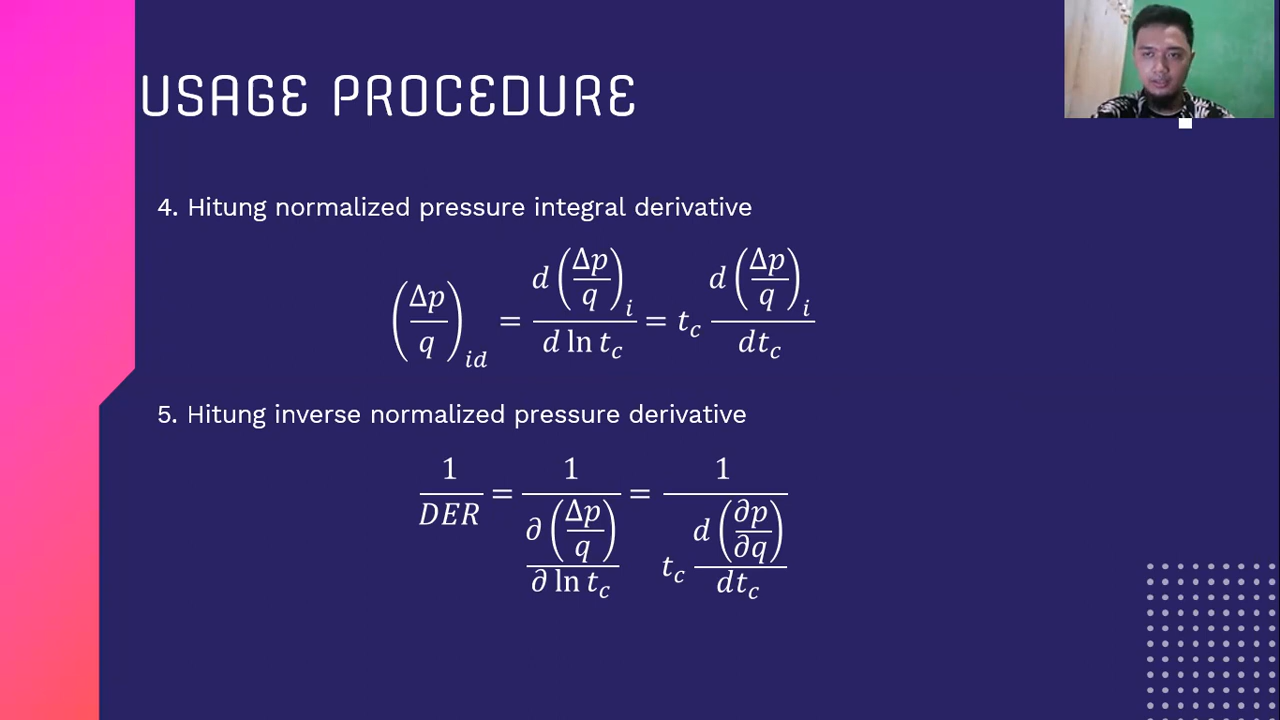 USAGE PROCEDURE
4. Hitung normalized pressure integral derivative
(Δp/q)_id = d(Δp/q)_i / d ln t_c = t_c d(Δp/q)_i / dt_c
5. Hitung inverse normalized pressure derivative
1/DER = 1 / (∂(Δp/q) / ∂ ln t_c) = 1 / (t_c d(∂p/∂q) / dt_c)